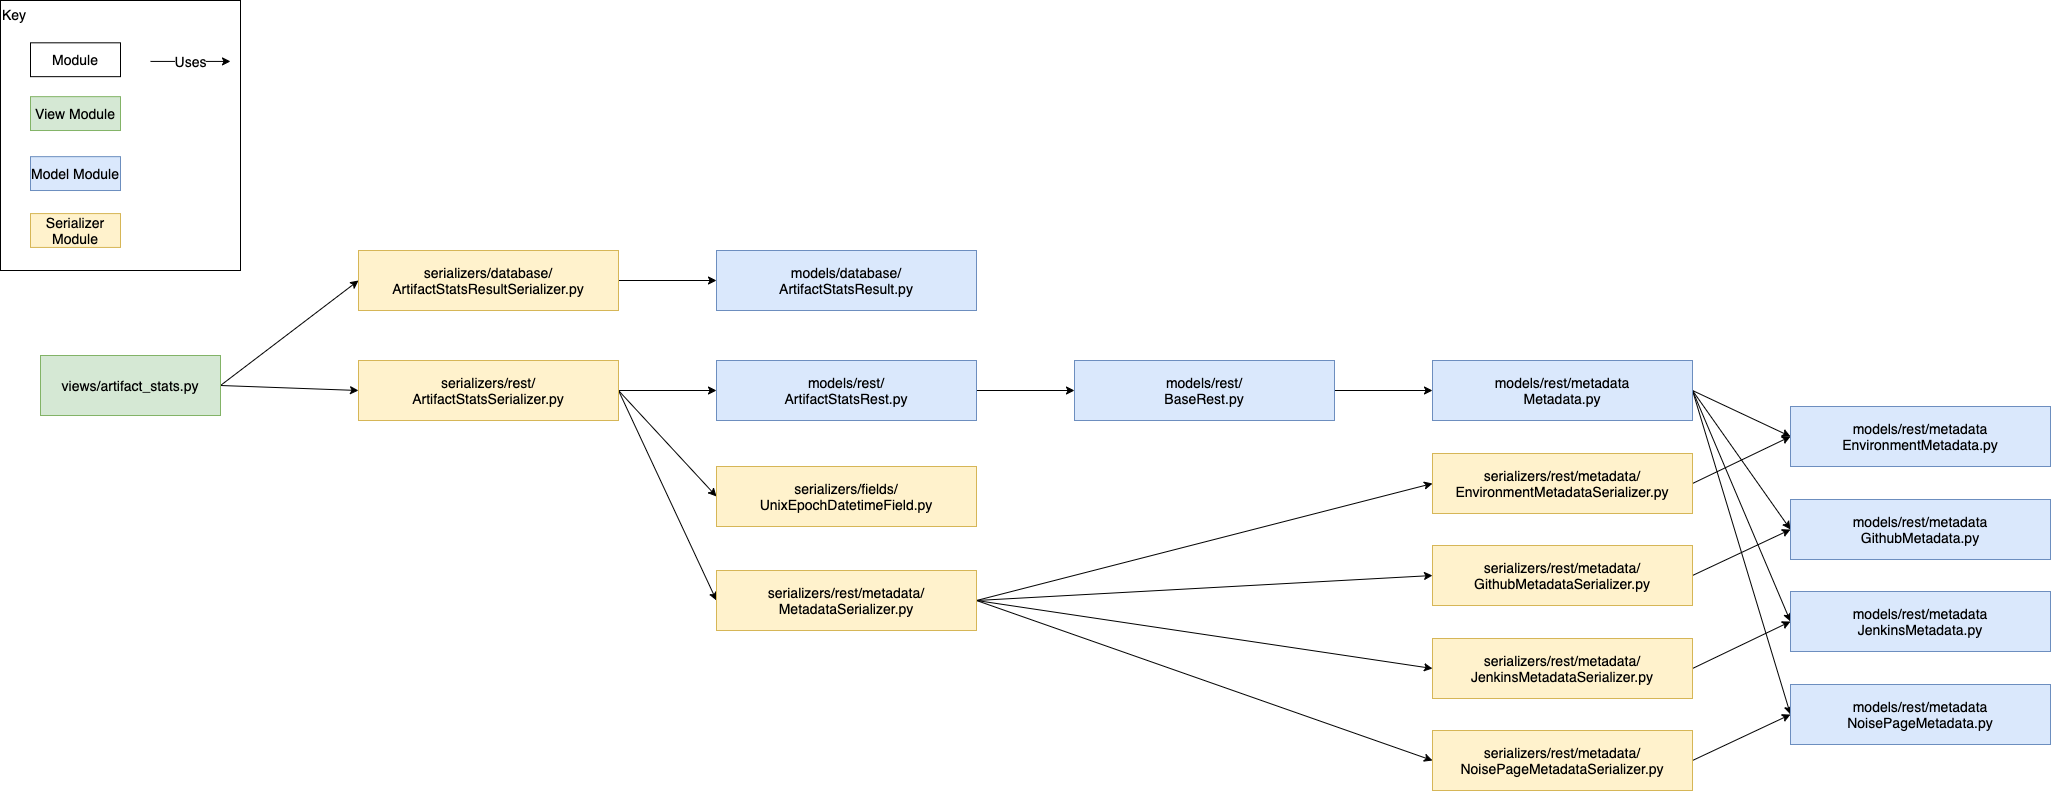 Key
Module
Uses
View Module
Model Module
Serializer
Module
serializers/database/
ArtifactStatsResultSerializer.py
models/database/
ArtifactStatsResult.py
views/artifact_stats.py
serializers/rest/
ArtifactStatsSerializer.py
models/rest/
ArtifactStatsRest.py
models/rest/
BaseRest.py
models/rest/metadata
Metadata.py
models/rest/metadata
EnvironmentMetadata.py
serializers/fields/
UnixEpochDatetimeField.py
serializers/rest/metadata/
EnvironmentMetadataSerializer.py
models/rest/metadata
GithubMetadata.py
serializers/rest/metadata/
MetadataSerializer.py
serializers/rest/metadata/
GithubMetadataSerializer.py
models/rest/metadata
JenkinsMetadata.py
serializers/rest/metadata/
JenkinsMetadataSerializer.py
models/rest/metadata
NoisePageMetadata.py
serializers/rest/metadata/
NoisePageMetadataSerializer.py